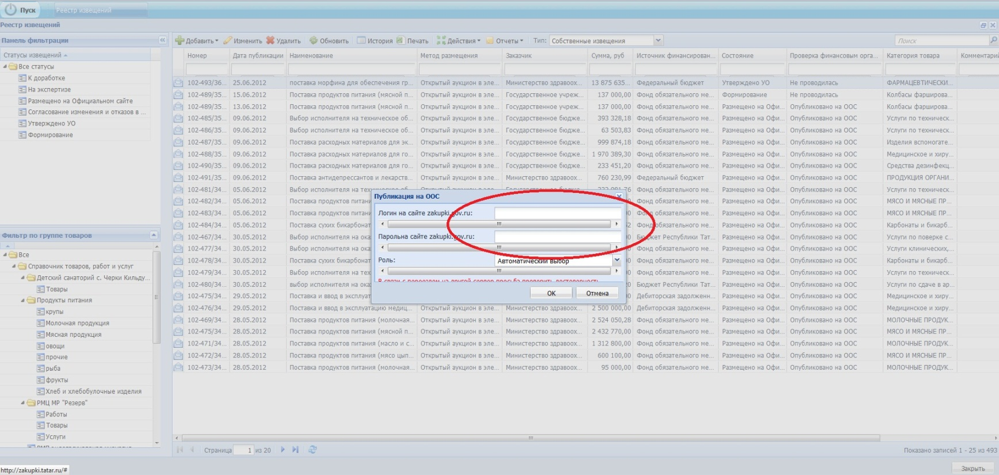 Пуск Реестр извещений
Реестр извещений
Панель фильтрации
Добавить Изменить Удалить Обновить История Печать Действия Отчеты Тип: Собственные извещения Поиск
Статусы извещений
Все статусы
К доработке
На экспертизе
Размещено на Официальном сайте
Согласование изменения и отказов в ...
Утверждено УО
Формирование
Фильтр по группе товаров
Все
Справочник товаров, работ и услуг
Детский санаторий с. Черки Кильду...
Товары
Продукты питания
крупы
Молочная продукция
Мясная продукция
овощи
прочие
рыба
фрукты
Хлеб и хлебобулочные изделия
РМЦ МР "Резерв"
Работы
Товары
Услуги
Номер Дата публикации Наименование Метод размещения Заказчик Сумма, руб Источник финансирован... Состояние Проверка финансовым орга... Категория товара Комментарий
102-493/36... 25.06.2012 поставка морфина для обеспечения гр... Открытый аукцион в эле... Министерство здравоох... 13 875 635... Федеральный бюджет Утверждено УО Не проводилась ФАРМАЦЕВТИЧЕСКИ...
102-489/35... 15.06.2012 Поставка продуктов питания (мясной п... Открытый аукцион в эле... Государственное учреж... 137 000,00 Фонд обязательного ме... Формирование Не проводилась Колбасы фарширова...
102-489/35... 13.06.2012 Поставка продуктов питания (мясной п... Открытый аукцион в эле... Государственное учреж... 137 000,00 Фонд обязательного ме... Размещено на Офи... Опубликовано на ООС Колбасы фарширова...
102-485/35... 09.06.2012 Выбор исполнителя на техническое об... Открытый аукцион в эле... Государственное бюдже... 393 328,18 Фонд обязательного ме... Размещено на Офи... Опубликовано на ООС Услуги по техническ...
102-486/35... 09.06.2012 Выбор исполнителя на техническое об... Открытый аукцион в эле... Государственное бюдже... 63 503,83 Фонд обязательного ме... Размещено на Офи... Опубликовано на ООС Услуги по техническ...
102-487/35... 09.06.2012 Поставка расходных материалов для эк... Открытый аукцион в эле... Государственное бюдже... 999 874,18 Фонд обязательного ме... Размещено на Офи... Опубликовано на ООС Изделия вспомогате...
102-488/35... 09.06.2012 Поставка расходных материалов для го... Открытый аукцион в эле... Государственное бюдже... 1 970 389,30 Фонд обязательного ме... Размещено на Офи... Опубликовано на ООС Медицинское и хиру...
102-490/35... 09.06.2012 Поставка расходных материалов для го... Открытый аукцион в эле... Государственное бюдже... 233 451,20 Фонд обязательного ме... Размещено на Офи... Опубликовано на ООС Средства дезинфекц...
102-491/35... 09.06.2012 Поставка антидепрессантов и лекарств... Открытый аукцион в эле... Министерство здравоох... 760 230,99 Федеральный бюджет Размещено на Офи... Опубликовано на ООС ПРОДУКЦИЯ ОРГАНИ...
102-481/34... 05.06.2012 Выбор исполнителя на Фонд обязательного ме... Размещено на Офи... Опубликовано на ООС Услуги по техническ...
102-482/34... 05.06.2012 Поставка продуктов питани Фонд обязательного ме... Размещено на Офи... Опубликовано на ООС МЯСО И МЯСНЫЕ ПР...
102-483/34... 05.06.2012 Поставка продуктов питани Фонд обязательного ме... Размещено на Офи... Опубликовано на ООС МЯСО И МЯСНЫЕ ПР...
102-484/34... 05.06.2012 Поставка сухих бикарбонат Фонд обязательного ме... Размещено на Офи... Опубликовано на ООС Карбонаты и бикарб...
102-467/34... 30.05.2012 Выбор исполнителя на ока Бюджет Республики Тат... Размещено на Офи... Опубликовано на ООС Услуги по поверке с...
102-477/34... 30.05.2012 Выбор исполнителя на ока Фонд обязательного ме... Размещено на Офи... Опубликовано на ООС Услуги клинических,...
102-478/34... 30.05.2012 Поставка сухих бикарбонат Фонд обязательного ме... Размещено на Офи... Опубликовано на ООС Карбонаты и бикарб...
102-479/34... 30.05.2012 Выбор исполнителя на тех Фонд обязательного ме... Размещено на Офи... Опубликовано на ООС Услуги по техническ...
102-480/34... 30.05.2012 выбор исполнителя на ока Бюджет Республики Тат... Размещено на Офи... Опубликовано на ООС Услуги по сдаче в ар...
102-475/34... 29.05.2012 Поставка и ввод в эксплуат Дебиторская задолженн... Размещено на Офи... Опубликовано на ООС Медицинское и хиру...
102-476/34... 29.05.2012 Поставка и ввод в эксплуатацию медиц... Открытый аукцион в эле... Министерство здравоох... 2 500 000,00 Дебиторская задолженн... Размещено на Офи... Опубликовано на ООС Медицинское и хиру...
102-469/34... 28.05.2012 Поставка продуктов питания (молочная... Открытый аукцион в эле... Министерство здравоох... 2 524 050,28 Фонд обязательного ме... Размещено на Офи... Опубликовано на ООС МОЛОЧНЫЕ ПРОДУК...
102-475/34... 28.05.2012 Поставка продуктов питания (мясной п... Открытый аукцион в эле... Министерство здравоох... 2 432 770,00 Фонд обязательного ме... Размещено на Офи... Опубликовано на ООС МЯСО И МЯСНЫЕ ПР...
102-471/34... 28.05.2012 Поставка продуктов питания (масло и с... Открытый аукцион в эле... Министерство здравоох... 1 312 800,00 Фонд обязательного ме... Размещено на Офи... Опубликовано на ООС МОЛОЧНЫЕ ПРОДУК...
102-472/34... 28.05.2012 Поставка продуктов питания (мясо цып... Открытый аукцион в эле... Министерство здравоох... 600 100,00 Фонд обязательного ме... Размещено на Офи... Опубликовано на ООС МЯСО И МЯСНЫЕ ПР...
102-473/34... 28.05.2012 Поставка продуктов питания (молочная... Открытый аукцион в эле... Министерство здравоох... 95 000,00 Фонд обязательного ме... Размещено на Офи... Опубликовано на ООС МОЛОЧНЫЕ ПРОДУК...
Публикация на ООС
Логин на сайте zakupki.gov.ru:
Парольна сайте zakupki.gov.ru:
Роль: Автоматический выбор
В связи с переездом на другой сервер просьба проверить достоверность
ОК Отмена
Страница 1 из 20
Показано записей 1 - 25 из 493
http://zakupki.tatar.ru/#
Закрыть